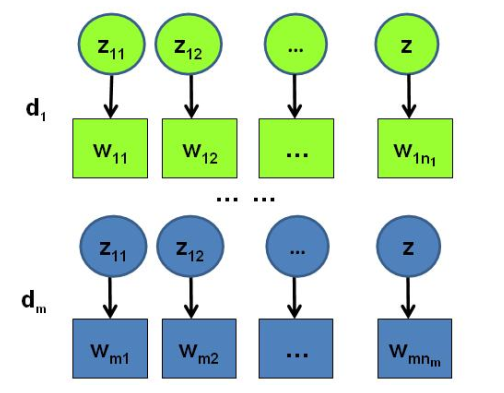 z11 z12 ... z
d1
w11 w12 ... w1n1
... ...
z11 z12 ... z
dm
wm1 wm2 ... wmnm